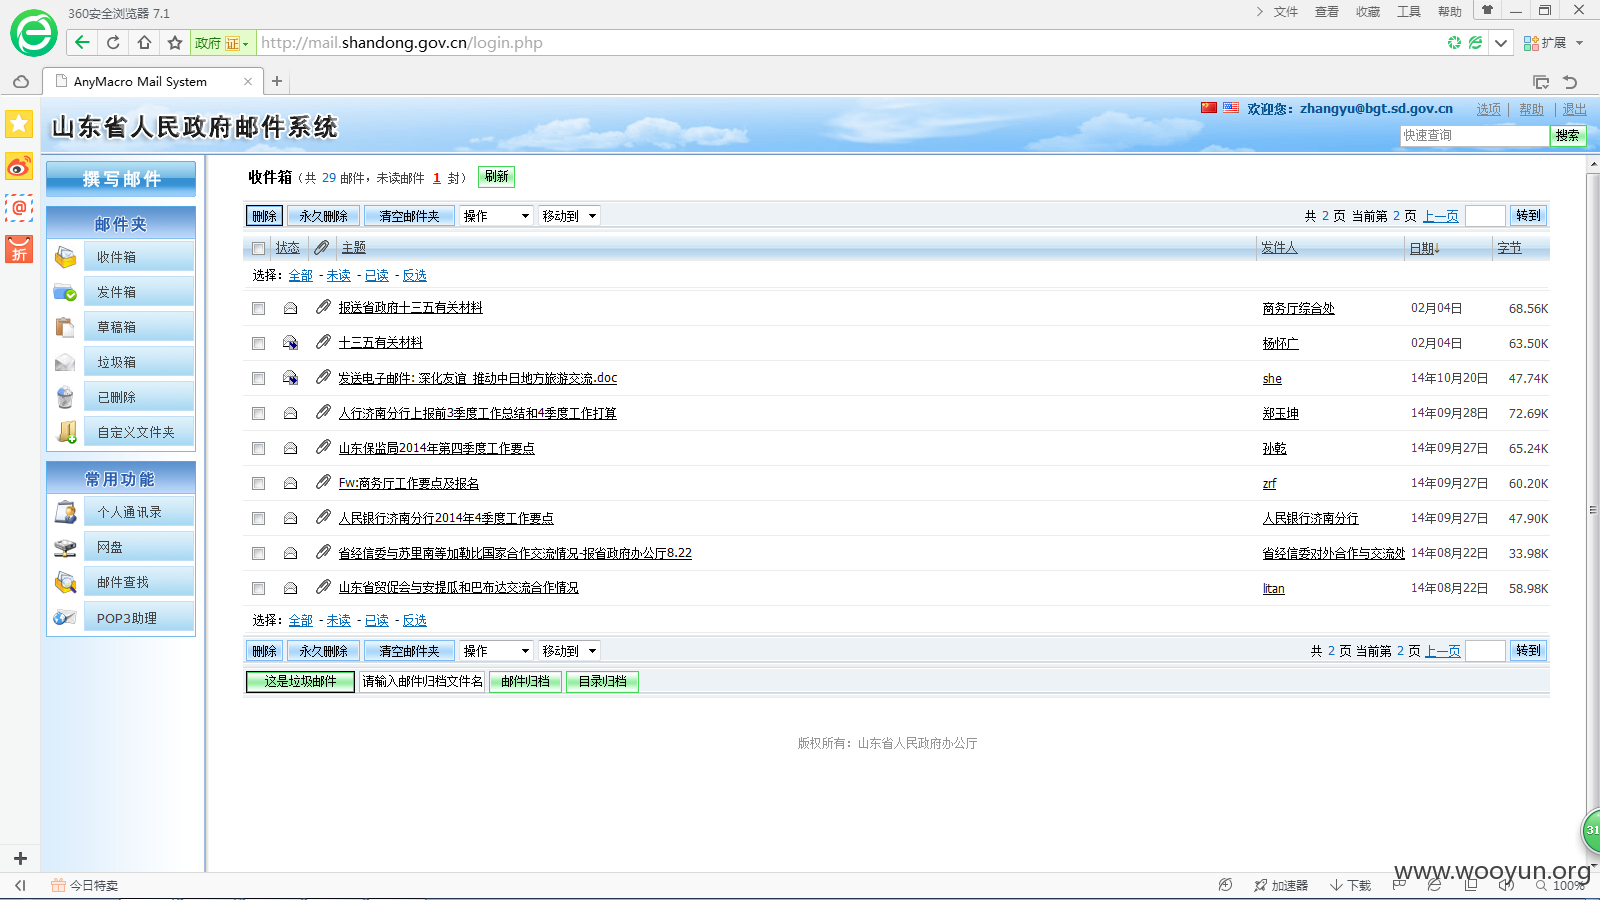 360安全浏览器 7.1
文件 查看 收藏 工具 帮助
政府 证 http://mail.shandong.gov.cn/login.php 扩展
AnyMacro Mail System
山东省人民政府邮件系统
欢迎您：zhangyu@bgt.sd.gov.cn 选项 | 帮助 | 退出
快速查询 搜索
撰写邮件
邮件夹
收件箱
发件箱
草稿箱
垃圾箱
已删除
自定义文件夹
常用功能
个人通讯录
网盘
邮件查找
POP3助理
折
收件箱（共 29 邮件，未读邮件 1 封） 刷新
删除 永久删除 清空邮件夹 操作 移动到 共 2 页 当前第 2 页 上一页 转到
状态 主题 发件人 日期↓ 字节
选择：全部 -未读 -已读 -反选
报送省政府十三五有关材料 商务厅综合处 02月04日 68.56K
十三五有关材料 杨怀广 02月04日 63.50K
发送电子邮件: 深化友谊 推动中日地方旅游交流.doc she 14年10月20日 47.74K
人行济南分行上报前3季度工作总结和4季度工作打算 郑玉坤 14年09月28日 72.69K
山东保监局2014年第四季度工作要点 孙乾 14年09月27日 65.24K
Fw:商务厅工作要点及报名 zrf 14年09月27日 60.20K
人民银行济南分行2014年4季度工作要点 人民银行济南分行 14年09月27日 47.90K
省经信委与苏里南等加勒比国家合作交流情况-报省政府办公厅8.22 省经信委对外合作与交流处 14年08月22日 33.98K
山东省贸促会与安提瓜和巴布达交流合作情况 litan 14年08月22日 58.98K
选择：全部 -未读 -已读 -反选
删除 永久删除 清空邮件夹 操作 移动到 共 2 页 当前第 2 页 上一页 转到
这是垃圾邮件 请输入邮件归档文件名 邮件归档 目录归档
版权所有：山东省人民政府办公厅
31
www.wooyun.org
今日特卖 加速器 下载 100%